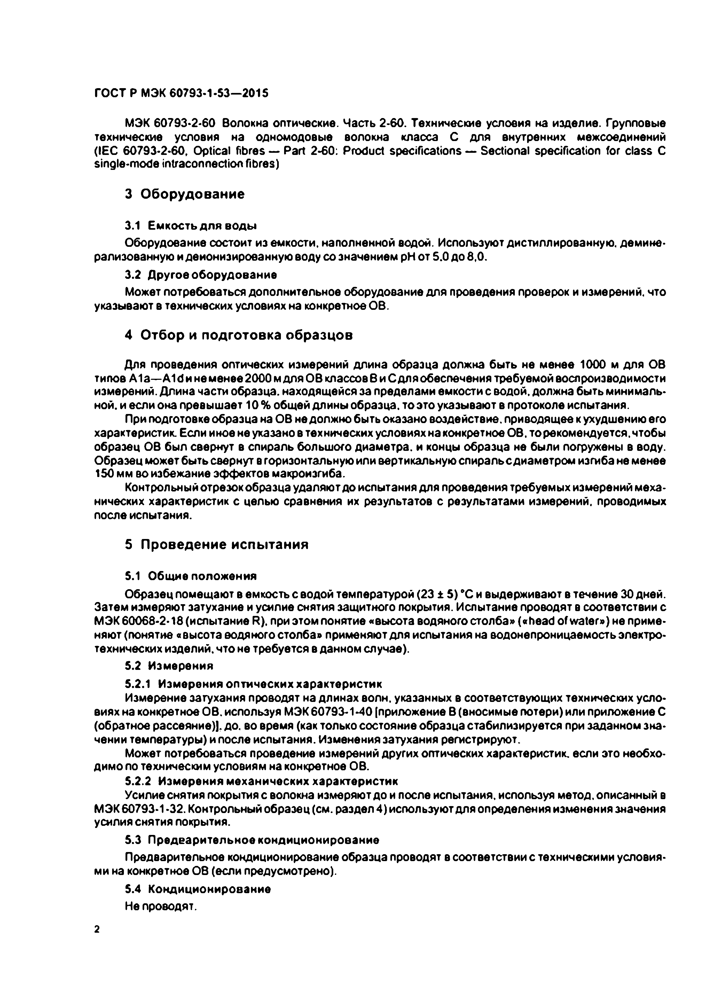 ГОСТ Р МЭК 60793-1-53—2015
МЭК 60793-2-60 Волокна оптические. Часть 2-60. Технические условия на изделие. Групповые
технические условия на одномодовые волокна класса С для внутренних межсоединений
(IEC 60793-2-60, Optical fibres — Part 2-60: Product specifications — Sectional specification for class C
single-mode intraconnection fibres)
3 Оборудование
3.1 Емкость для воды
Оборудование состоит из емкости, наполненной водой. Используют дистиллированную, демине-
рализованную и деионизированную воду со значением pH от 5.0 до 8,0.
3.2 Другое оборудование
Может потребоваться дополнительное оборудование для проведения проверок и измерений, что
указывают в технических условиях на конкретное ОВ.
4 Отбор и подготовка образцов
Для проведения оптических измерений длина образца должна быть не менее 1000 м для ОВ
типов А1а—А1d и не менее 2000 м для ОВ классов В и С для обеспечения требуемой воспроизводимости
измерений. Длина части образца, находящейся за пределами емкости с водой, должна быть минималь-
ной, и если она превышает 10 % общей длины образца, то это указывают в протоколе испытания.
При подготовке образца на ОВ не должно быть оказано воздействие, приводящее к ухудшению его
характеристик. Если иное не указано в технических условиях на конкретное ОВ, то рекомендуется, чтобы
образец ОВ был свернут в спираль большого диаметра, и концы образца не были погружены в воду.
Образец может быть свернут в горизонтальную или вертикальную спираль с диаметром изгиба не менее
150 мм во избежание эффектов макроизгиба.
Контрольный отрезок образца удаляют до испытания для проведения требуемых измерений меха-
нических характеристик с целью сравнения их результатов с результатами измерений, проводимых
после испытания.
5 Проведение испытания
5.1 Общие положения
Образец помещают в емкость с водой температурой (23 ± 5) °С и выдерживают в течение 30 дней.
Затем измеряют затухание и усилие снятия защитного покрытия. Испытание проводят в соответствии с
МЭК 60068-2-18 (испытание R), при этом понятие «высота водяного столба» («head of water») не приме-
няют (понятие «высота водяного столба» применяют для испытания на водонепроницаемость электро-
технических изделий, что не требуется в данном случае).
5.2 Измерения
5.2.1 Измерения оптических характеристик
Измерение затухания проводят на длинах волн, указанных в соответствующих технических усло-
виях на конкретное ОВ, используя МЭК 60793-1-40 [приложение В (вносимые потери) или приложение С
(обратное рассеяние)], до, во время (как только состояние образца стабилизируется при заданном зна-
чении температуры) и после испытания. Изменения затухания регистрируют.
Может потребоваться проведение измерений других оптических характеристик, если это необхо-
димо по техническим условиям на конкретное ОВ.
5.2.2 Измерения механических характеристик
Усилие снятия покрытия с волокна измеряют до и после испытания, используя метод, описанный в
МЭК 60793-1-32. Контрольный образец (см. раздел 4) используют для определения изменения значения
усилия снятия покрытия.
5.3 Предварительное кондиционирование
Предварительное кондиционирование образца проводят в соответствии с техническими условия-
ми на конкретное ОВ (если предусмотрено).
5.4 Кондиционирование
Не проводят.
2